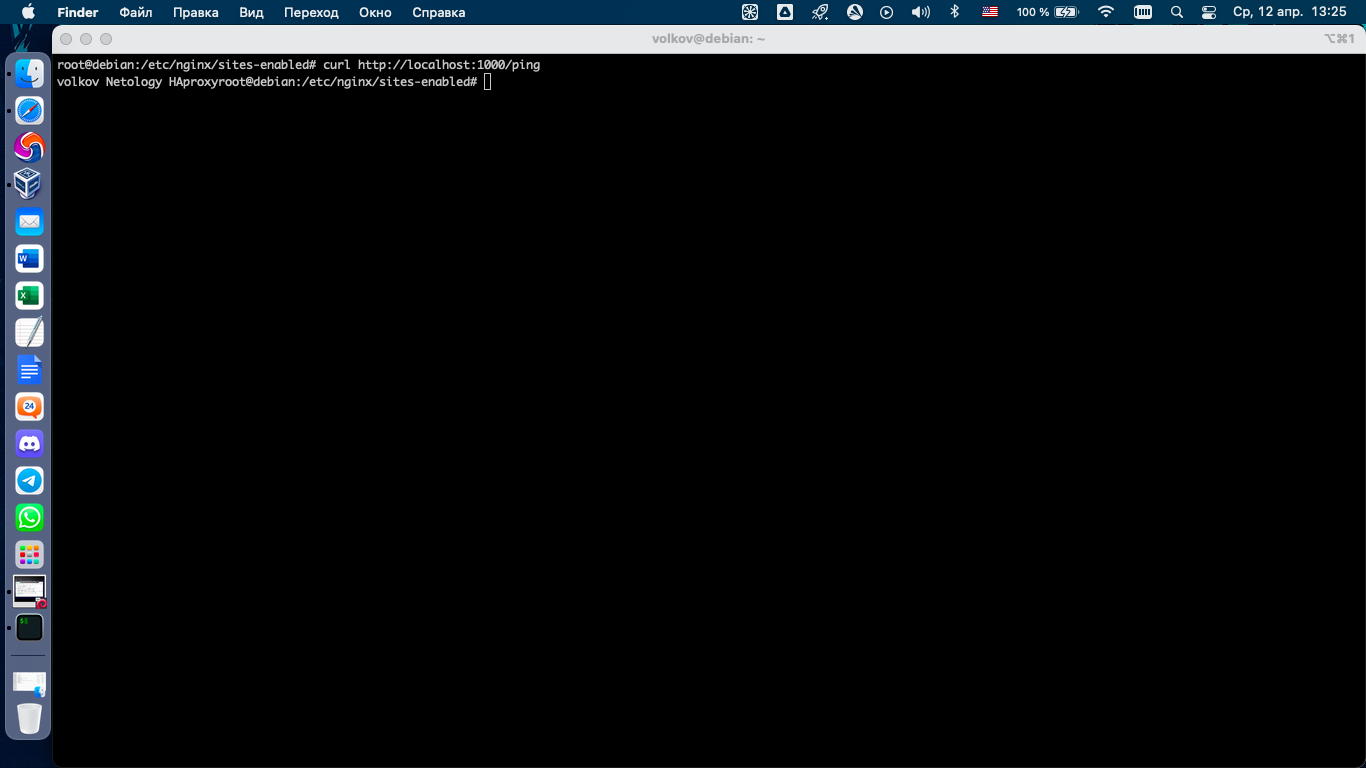 Finder Файл Правка Вид Переход Окно Справка 100 % Ср, 12 апр. 13:25
volkov@debian: ~ ⌥⌘1
root@debian:/etc/nginx/sites-enabled# curl http://localhost:1000/ping
volkov Netology HAproxyroot@debian:/etc/nginx/sites-enabled#
W
X
24
$